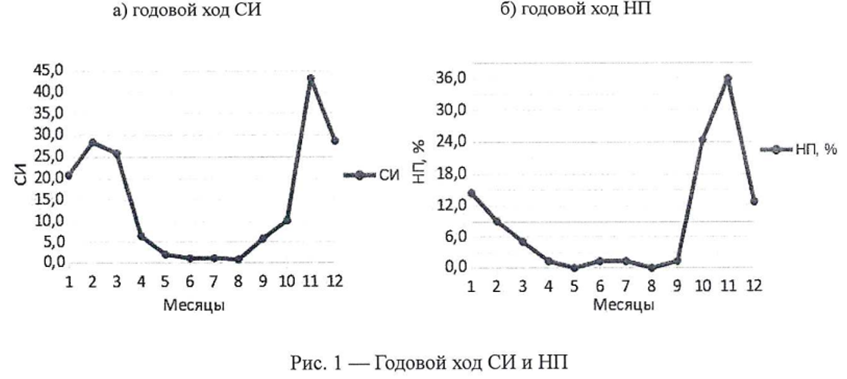 а) годовой ход СИ
б) годовой ход НП
45,0
40,0
35,0
30,0
25,0
20,0
15,0
10,0
5,0
0,0
СИ
1 2 3 4 5 6 7 8 9 10 11 12
Месяцы
СИ
36,0
30,0
24,0
18,0
12,0
6,0
0,0
НП, %
1 2 3 4 5 6 7 8 9 10 11 12
Месяцы
НП, %
Рис. 1 — Годовой ход СИ и НП